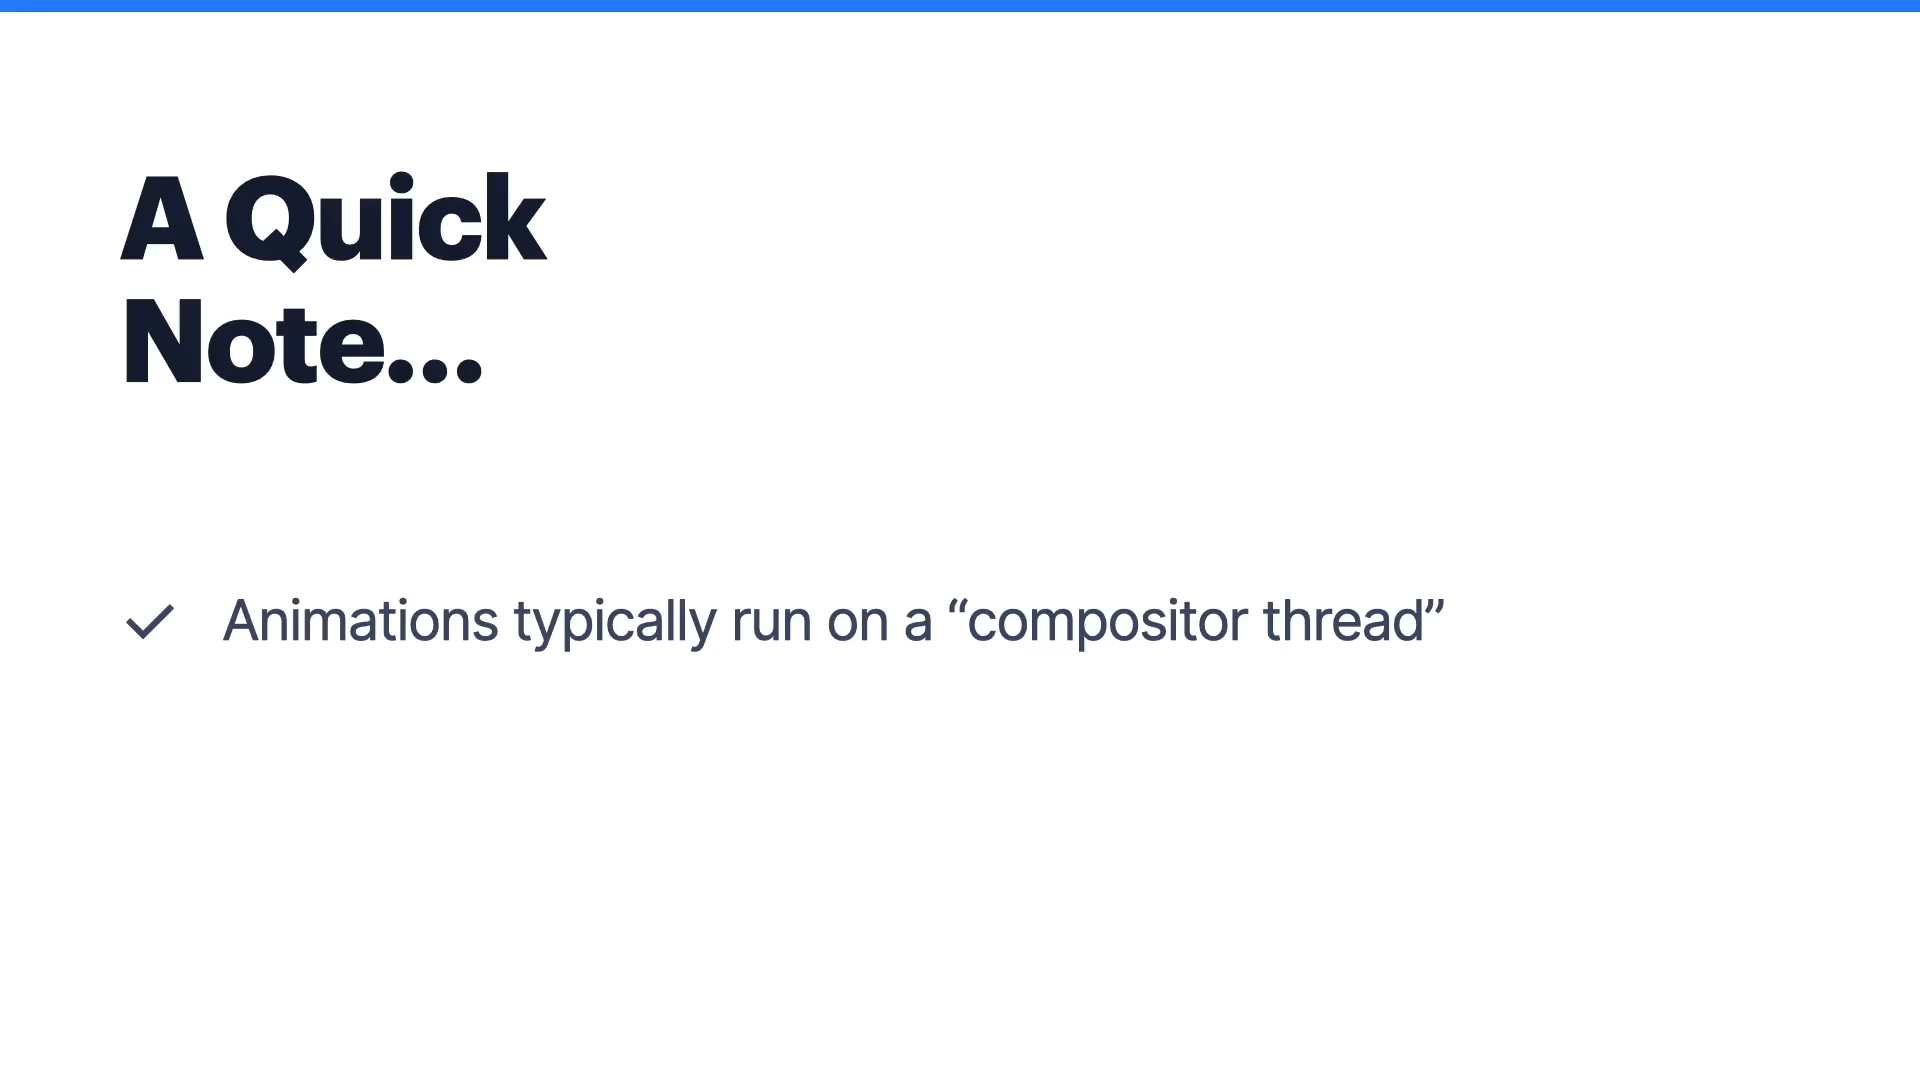 A Quick
Note...
Animations typically run on a “compositor thread”